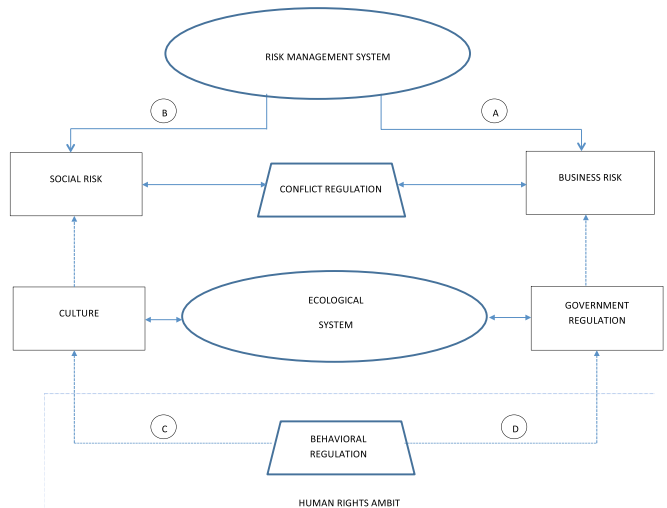 RISK MANAGEMENT SYSTEM
B
A
SOCIAL RISK
CONFLICT REGULATION
BUSINESS RISK
CULTURE
ECOLOGICAL
SYSTEM
GOVERNMENT
REGULATION
C
D
BEHAVIORAL
REGULATION
HUMAN RIGHTS AMBIT